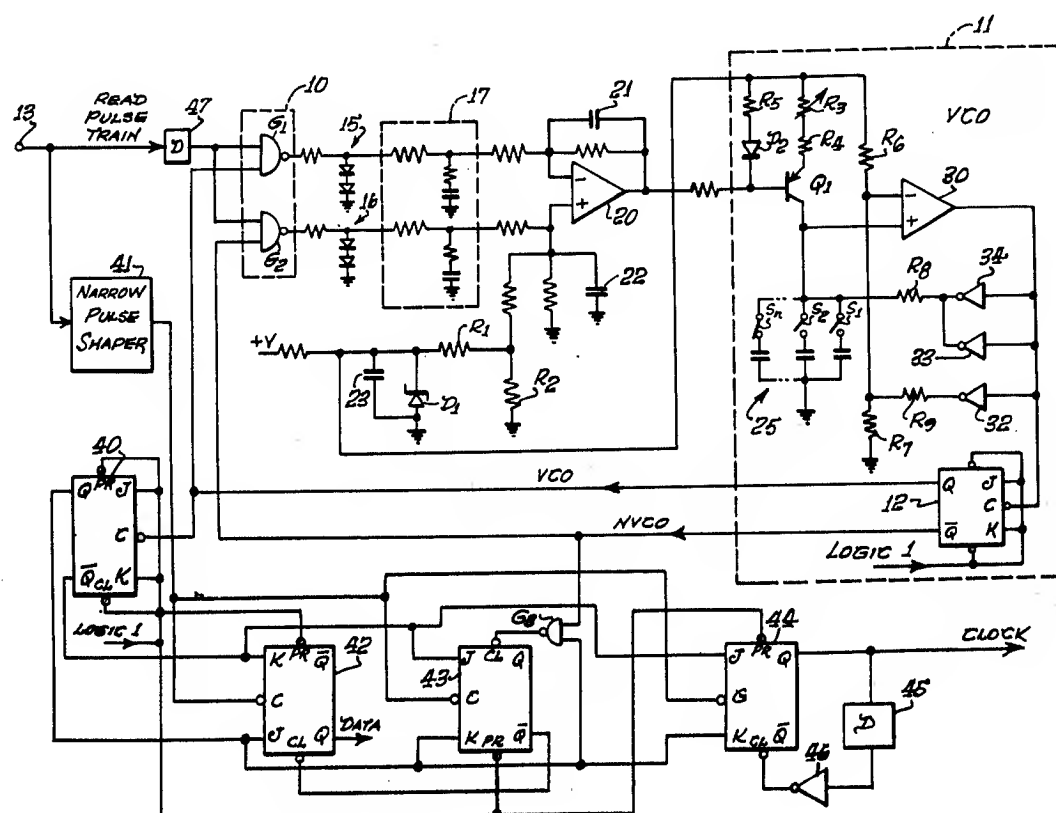 11
10
17
21
13
READ
PULSE
TRAIN
47
D
G1
15
R5
R3
VCO
D2
R4
R6
Q1
30
−
+
20
−
+
16
G2
41
NARROW
PULSE
SHAPER
22
R8
34
Sn
S2
S1
33
+V
R1
23
D1
R2
25
R9
32
R7
40
Q
PR
J
C
Q
CL
K
VCO
NVCO
12
Q
J
C
Q
K
LOGIC 1
LOGIC 1
G8
44
CLOCK
K
PR
Q
42
C
J
CL
Q
DATA
43
J
CL
Q
C
K
PR
Q
J
PR
Q
G
K
CL
Q
45
D
46